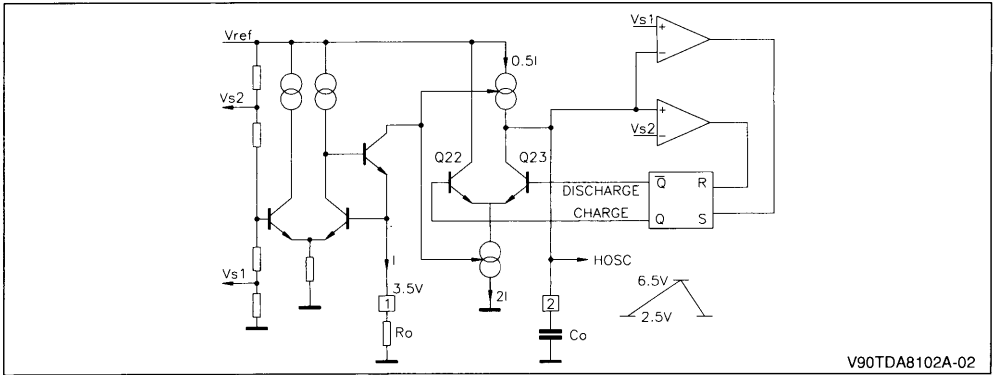 Vref
Vs2
Vs1
I
3.5V
1
Ro
Q22
Q23
0.5I
2I
DISCHARGE
CHARGE
Vs1
+
−
+
Vs2
−
Q̅ R
Q S
HOSC
2
Co
6.5V
2.5V
V90TDA8102A-02